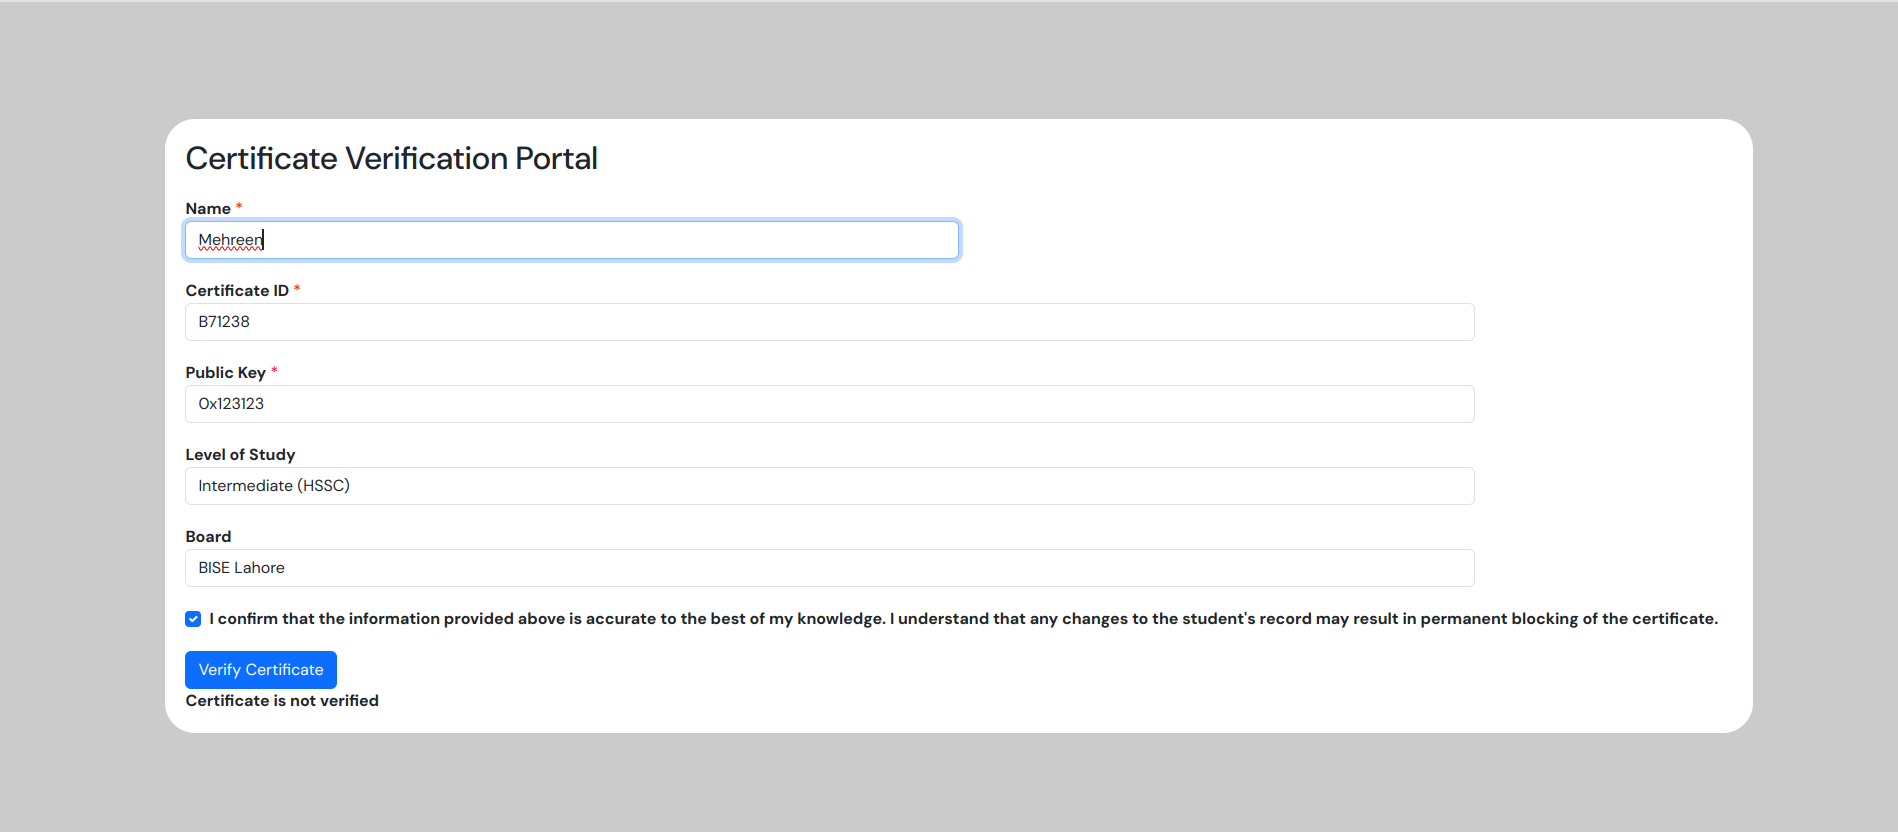 Certificate Verification Portal
Name *
Mehreen
Certificate ID *
B71238
Public Key *
0x123123
Level of Study
Intermediate (HSSC)
Board
BISE Lahore
I confirm that the information provided above is accurate to the best of my knowledge. I understand that any changes to the student's record may result in permanent blocking of the certificate.
Verify Certificate
Certificate is not verified